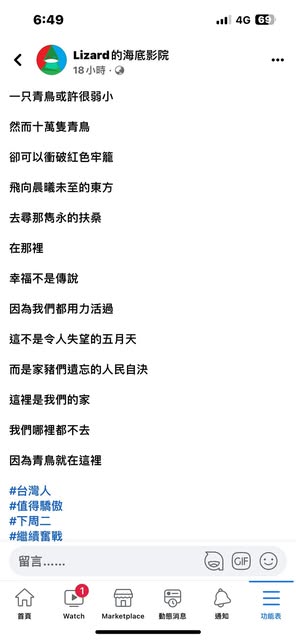 6:49
4G 69
Lizard的海底影院
18小時 ·
一只青鳥或許很弱小
然而十萬隻青鳥
卻可以衝破紅色牢籠
飛向晨曦未至的東方
去尋那雋永的扶桑
在那裡
幸福不是傳說
因為我們都用力活過
這不是令人失望的五月天
而是家豬們遺忘的人民自決
這裡是我們的家
我們哪裡都不去
因為青鳥就在這裡
#台灣人
#值得驕傲
#下周二
#繼續奮戰
留言......
GIF
1
首頁 Watch Marketplace 動態消息 通知 功能表